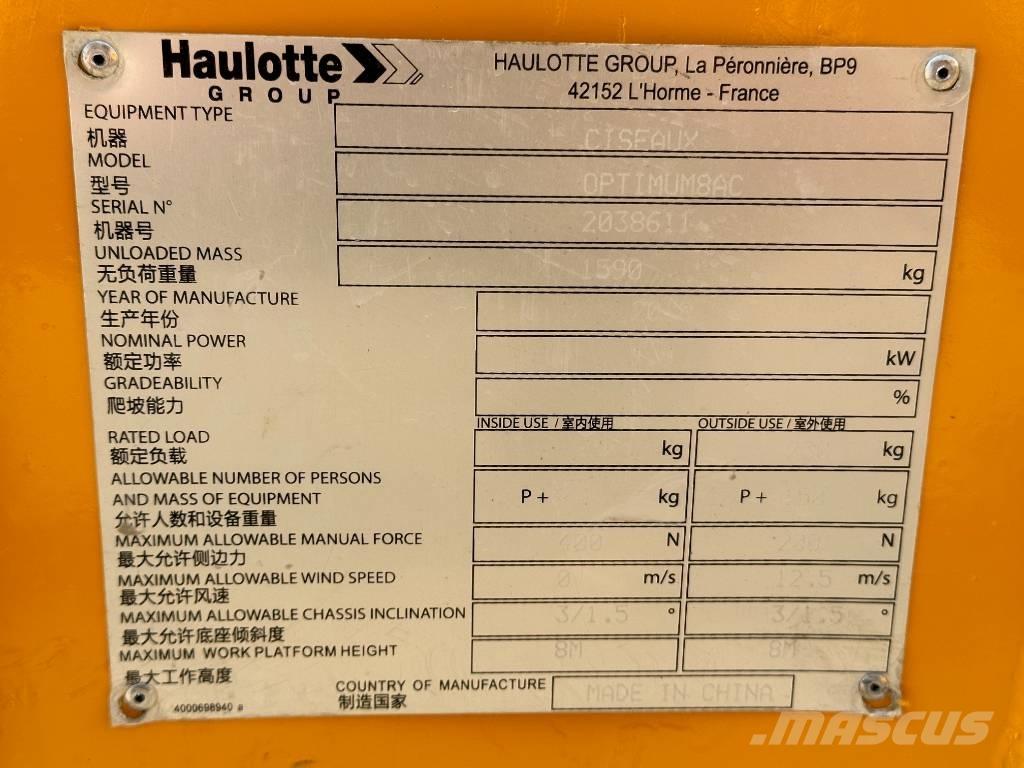 Haulotte
GROUP
HAULOTTE GROUP, La Péronnière, BP9
42152 L'Horme - France
EQUIPMENT TYPE
机器
CISEAUX
MODEL
型号
OPTIMUM8AC
SERIAL N°
机器号
2038611
UNLOADED MASS
无负荷重量
1590 kg
YEAR OF MANUFACTURE
生产年份
NOMINAL POWER
额定功率
kW
GRADEABILITY
爬坡能力
%
INSIDE USE / 室内使用
OUTSIDE USE / 室外使用
RATED LOAD
额定负载
kg
kg
ALLOWABLE NUMBER OF PERSONS
AND MASS OF EQUIPMENT
允许人数和设备重量
P + kg
P + kg
MAXIMUM ALLOWABLE MANUAL FORCE
最大允许侧边力
400 N
200 N
MAXIMUM ALLOWABLE WIND SPEED
最大允许风速
0 m/s
12.5 m/s
MAXIMUM ALLOWABLE CHASSIS INCLINATION
最大允许底座倾斜度
3/1.5 °
3/1.5 °
MAXIMUM WORK PLATFORM HEIGHT
最大工作高度
8M
8M
COUNTRY OF MANUFACTURE
制造国家
MADE IN CHINA
4000698940 a
MASCUS